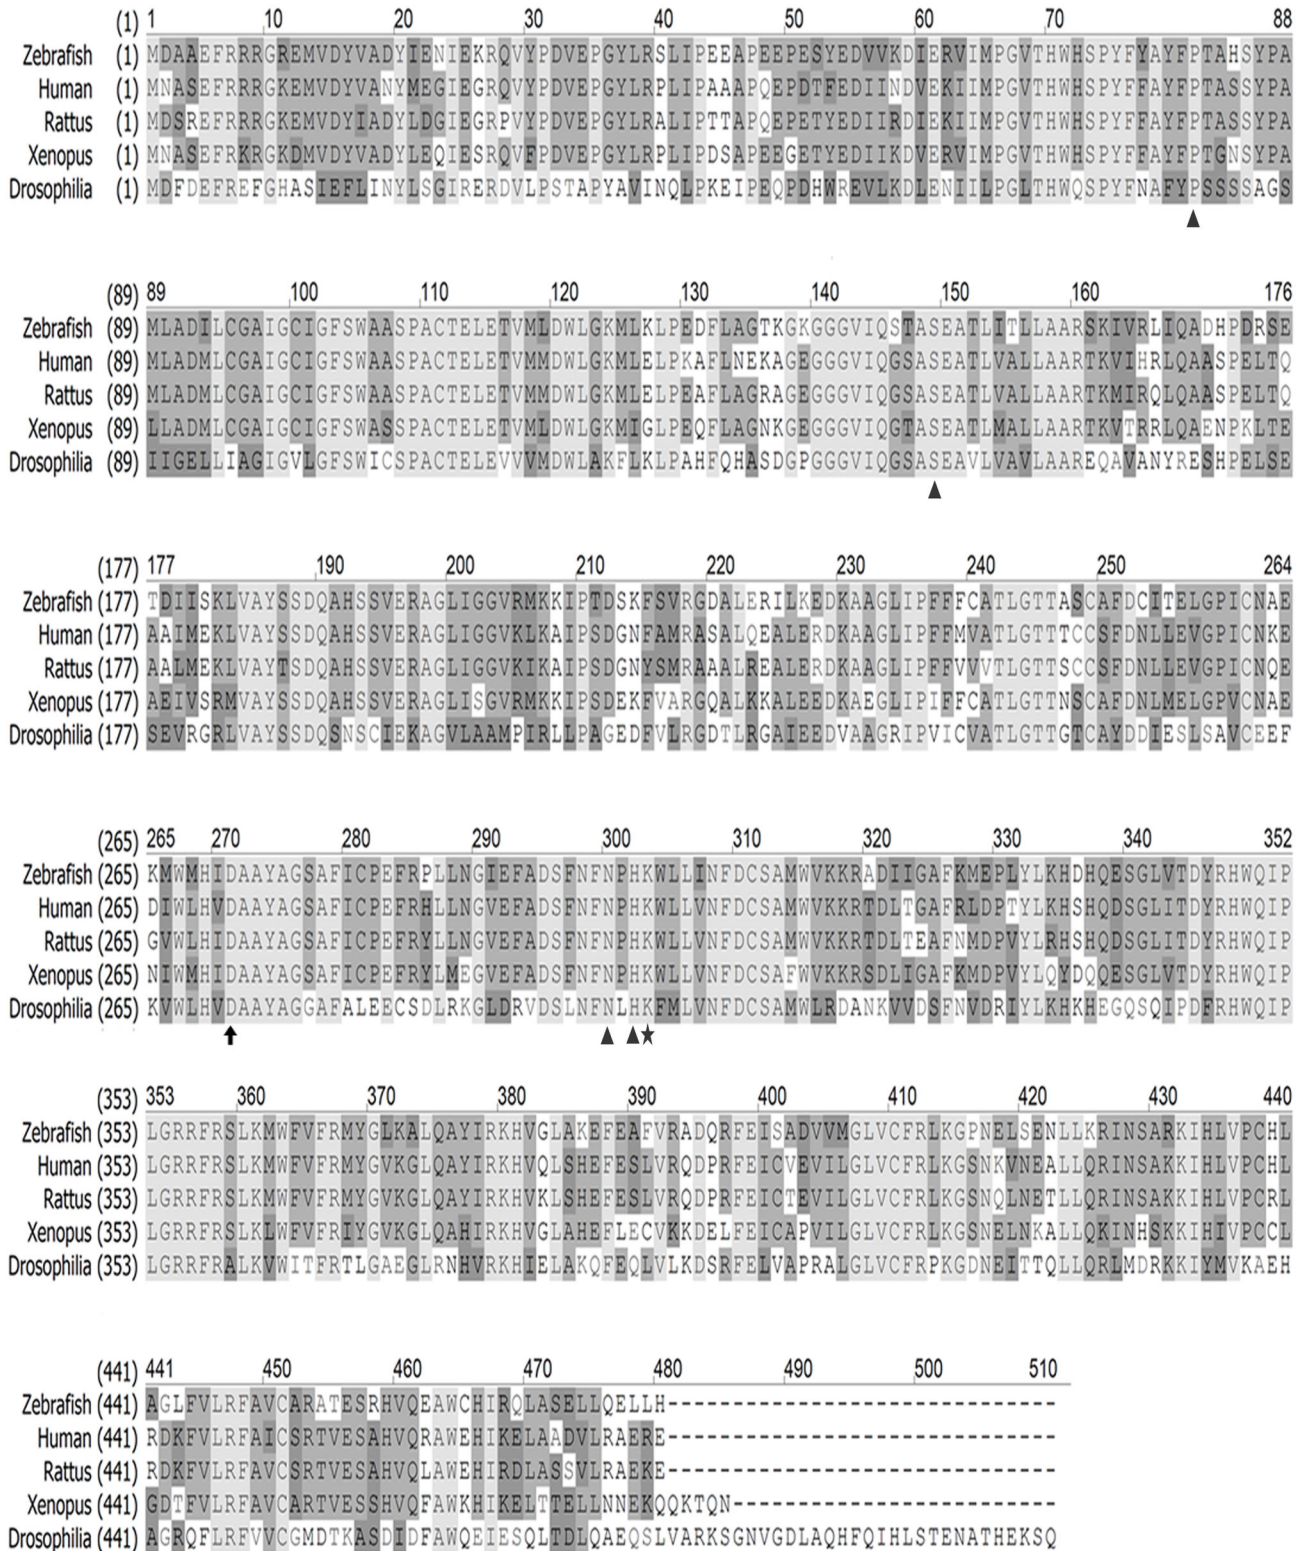 (1) 1 10 20 30 40 50 60 70 88
Zebrafish (1) MDAAEFRRRGREMVDYVADYIENIEKRQVYPDVEPGYLRSLIPEEAPEEPESYEDVVKDIERVIMPGVTHWHSPYFYAYFPTAHSYPA
Human (1) MNASEFRRRGKEMVDYVANYMEGIEGRQVYPDVEPGYLRPLIPAAAPQEPDTFEDIINDVEKIIMPGVTHWHSPYFFAYFPTASSYPA
Rattus (1) MDSREFRRRGKEMVDYIADYLDGIEGRPVYPDVEPGYLRALIPTTAPQEPETYEDIIRDIEKIIMPGVTHWHSPYFFAYFPTASSYPA
Xenopus (1) MNASEFRKRGKDMVDYVADYLEQIESRQVFPDVEPGYLRPLIPDSAPEEGETYEDIIKDVERVIMPGVTHWHSPYFFAYFPTGNSYPA
Drosophilia (1) MDFDEFREFGHASIEFLINYLSGIRERDVLPSTAPYAVINQLPKEIPEQPDHWREVLKDLENIILPGLTHWQSPYFNAFYPSSSSAGS
(89) 89 100 110 120 130 140 150 160 176
Zebrafish (89) MLADILCGAIGCIGFSWAASPACTELETVMLDWLGKMLKLPEDFLAGTKGKGGGVIQSTASEATLITLLAARSKIVRLIQADHPDRSE
Human (89) MLADMLCGAIGCIGFSWAASPACTELETVMMDWLGKMLELPKAFLNEKAGEGGGVIQGSASEATLVALLAARTKVIHRLQAASPELTQ
Rattus (89) MLADMLCGAIGCIGFSWAASPACTELETVMMDWLGKMLELPEAFLAGRAGEGGGVIQGSASEATLVALLAARTKMIRQLQAASPELTQ
Xenopus (89) LLADMLCGAIGCIGFSWASSPACTELETVMLDWLGKMIGLPEQFLAGNKGEGGGVIQGTASEATLMALLAARTKVTRRLQAENPKLTE
Drosophilia (89) IIGELLIAGIGVLGFSWICSPACTELEVVVMDWLAKFLKLPAHFQHASDGPGGGVIQGSASEAVLVAVLAAREQAVANYRESHPELSE
(177) 177 190 200 210 220 230 240 250 264
Zebrafish (177) TDIISKLVAYSSDQAHSSVERAGLIGGVRMKKIPTDSKFSVRGDALERILKEDKAAGLIPFFFCATLGTTASCAFDCITELGPICNAE
Human (177) AAIMEKLVAYSSDQAHSSVERAGLIGGVKLKAIPSDGNFAMRASALQEALERDKAAGLIPFFMVATLGTTTCCSFDNLLEVGPICNKE
Rattus (177) AALMEKLVAYTSDQAHSSVERAGLIGGVKIKAIPSDGNYSMRAAALREALERDKAAGLIPFFVVVTLGTTSCCSFDNLLEVGPICNQE
Xenopus (177) AEIVSRMVAYSSDQAHSSVERAGLISGVRMKKIPSDEKFVARGQALKKALEEDKAEGLIPIFFCATLGTTNSCAFDNLMELGPVCNAE
Drosophilia (177) SEVRGRLVAYSSDQSNSCIEKAGVLAAMPIRLLPAGEDFVLRGDTLRGAIEEDVAAGRIPVICVATLGTTGTCAYDDIESLSAVCEEF
(265) 265 270 280 290 300 310 320 330 340 352
Zebrafish (265) KMWMHIDAAYAGSAFICPEFRPLLNGIEFADSFNFNPHKWLLINFDCSAMWVKKRADIIGAFKMEPLYLKHDHQESGLVTDYRHWQIP
Human (265) DIWLHVDAAYAGSAFICPEFRHLLNGVEFADSFNFNPHKWLLVNFDCSAMWVKKRTDLTGAFRLDPTYLKHSHQDSGLITDYRHWQIP
Rattus (265) GVWLHIDAAYAGSAFICPEFRYLLNGVEFADSFNFNPHKWLLVNFDCSAMWVKKRTDLTEAFNMDPVYLRHSHQDSGLITDYRHWQIP
Xenopus (265) NIWMHIDAAYAGSAFICPEFRYLMEGVEFADSFNFNPHKWLLVNFDCSAFWVKKRSDLIGAFKMDPVYLQYDQQESGLVTDYRHWQIP
Drosophilia (265) KVWLHVDAAYAGGAFALEECSDLRKGLDRVDSLNFNLHKFMLVNFDCSAMWLRDANKVVDSFNVDRIYLKHKHEGQSQIPDFRHWQIP
(353) 353 360 370 380 390 400 410 420 430 440
Zebrafish (353) LGRRFRSLKMWFVFRMYGLKALQAYIRKHVGLAKEFEAFVRADQRFEISADVVMGLVCFRLKGPNELSENLLKRINSARKIHLVPCHL
Human (353) LGRRFRSLKMWFVFRMYGVKGLQAYIRKHVQLSHEFESLVRQDPRFEICVEVILGLVCFRLKGSNKVNEALLQRINSAKKIHLVPCHL
Rattus (353) LGRRFRSLKMWFVFRMYGVKGLQAYIRKHVKLSHEFESLVRQDPRFEICTEVILGLVCFRLKGSNQLNETLLQRINSAKKIHLVPCRL
Xenopus (353) LGRRFRSLKLWFVFRIYGVKGLQAHIRKHVGLAHEFLECVKKDELFEICAPVILGLVCFRLKGSNELNKALLQKINHSKKIHIVPCCL
Drosophilia (353) LGRRFRALKVWITFRTLGAEGLRNHVRKHIELAKQFEQLVLKDSRFELVAPRALGLVCFRPKGDNEITTQLLQRLMDRKKIYMVKAEH
(441) 441 450 460 470 480 490 500 510
Zebrafish (441) AGLFVLRFAVCARATESRHVQEAWCHIRQLASELLQELLH------------------------------
Human (441) RDKFVLRFAICSRTVESAHVQRAWEHIKELAADVLRAERE------------------------------
Rattus (441) RDKFVLRFAVCSRTVESAHVQLAWEHIRDLASSVLRAEKE------------------------------
Xenopus (441) GDTFVLRFAVCARTVESSHVQFAWKHIKELTTELLNNEKQQKTQN-------------------------
Drosophilia (441) AGRQFLRFVVCGMDTKASDIDFAWQEIESQLTDLQAEQSLVARKSGNVGDLAQHFQIHLSTENATHEKSQ